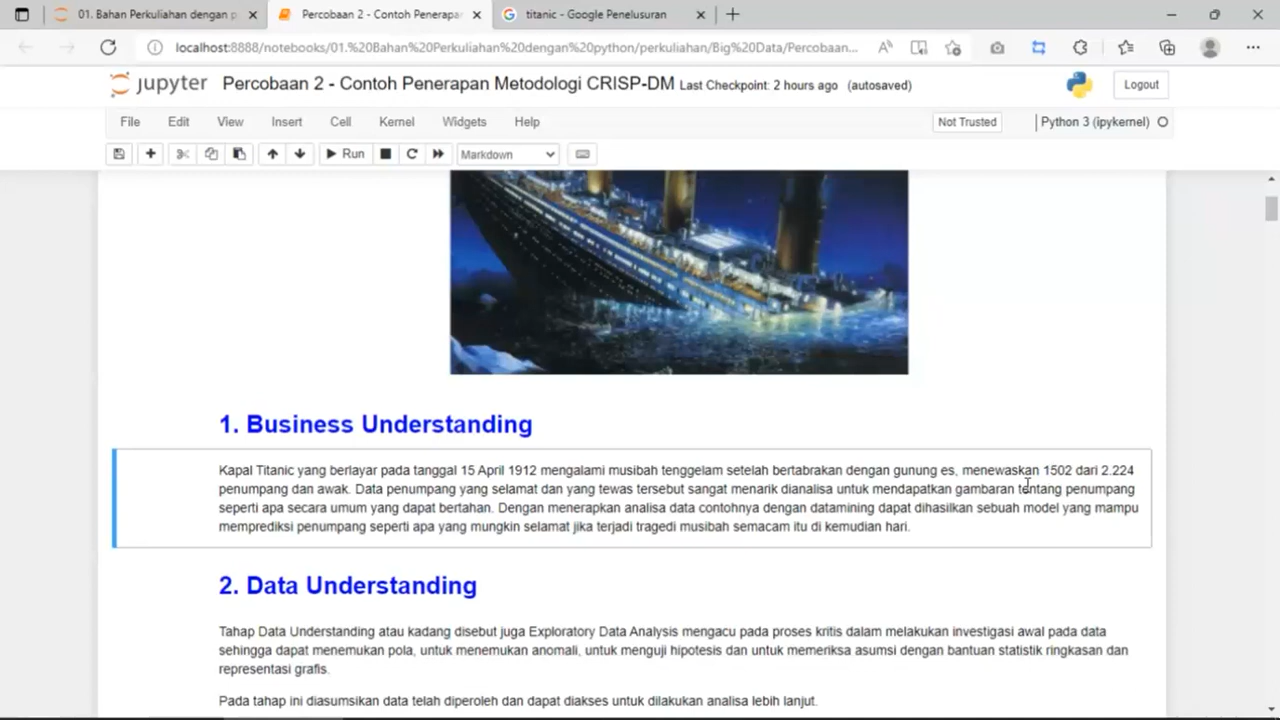 01. Bahan Perkuliahan dengan p
Percobaan 2 - Contoh Penerapa
titanic - Google Penelusuran
localhost:8888/notebooks/01.%20Bahan%20Perkuliahan%20dengan%20python/perkuliahan/Big%20Data/Percobaan...
jupyter Percobaan 2 - Contoh Penerapan Metodologi CRISP-DM Last Checkpoint: 2 hours ago (autosaved)
Logout
File Edit View Insert Cell Kernel Widgets Help
Not Trusted
Python 3 (ipykernel)
Run
Markdown
1. Business Understanding
Kapal Titanic yang berlayar pada tanggal 15 April 1912 mengalami musibah tenggelam setelah bertabrakan dengan gunung es, menewaskan 1502 dari 2.224
penumpang dan awak. Data penumpang yang selamat dan yang tewas tersebut sangat menarik dianalisa untuk mendapatkan gambaran tentang penumpang
seperti apa secara umum yang dapat bertahan. Dengan menerapkan analisa data contohnya dengan datamining dapat dihasilkan sebuah model yang mampu
memprediksi penumpang seperti apa yang mungkin selamat jika terjadi tragedi musibah semacam itu di kemudian hari.
2. Data Understanding
Tahap Data Understanding atau kadang disebut juga Exploratory Data Analysis mengacu pada proses kritis dalam melakukan investigasi awal pada data
sehingga dapat menemukan pola, untuk menemukan anomali, untuk menguji hipotesis dan untuk memeriksa asumsi dengan bantuan statistik ringkasan dan
representasi grafis.
Pada tahap ini diasumsikan data telah diperoleh dan dapat diakses untuk dilakukan analisa lebih lanjut.